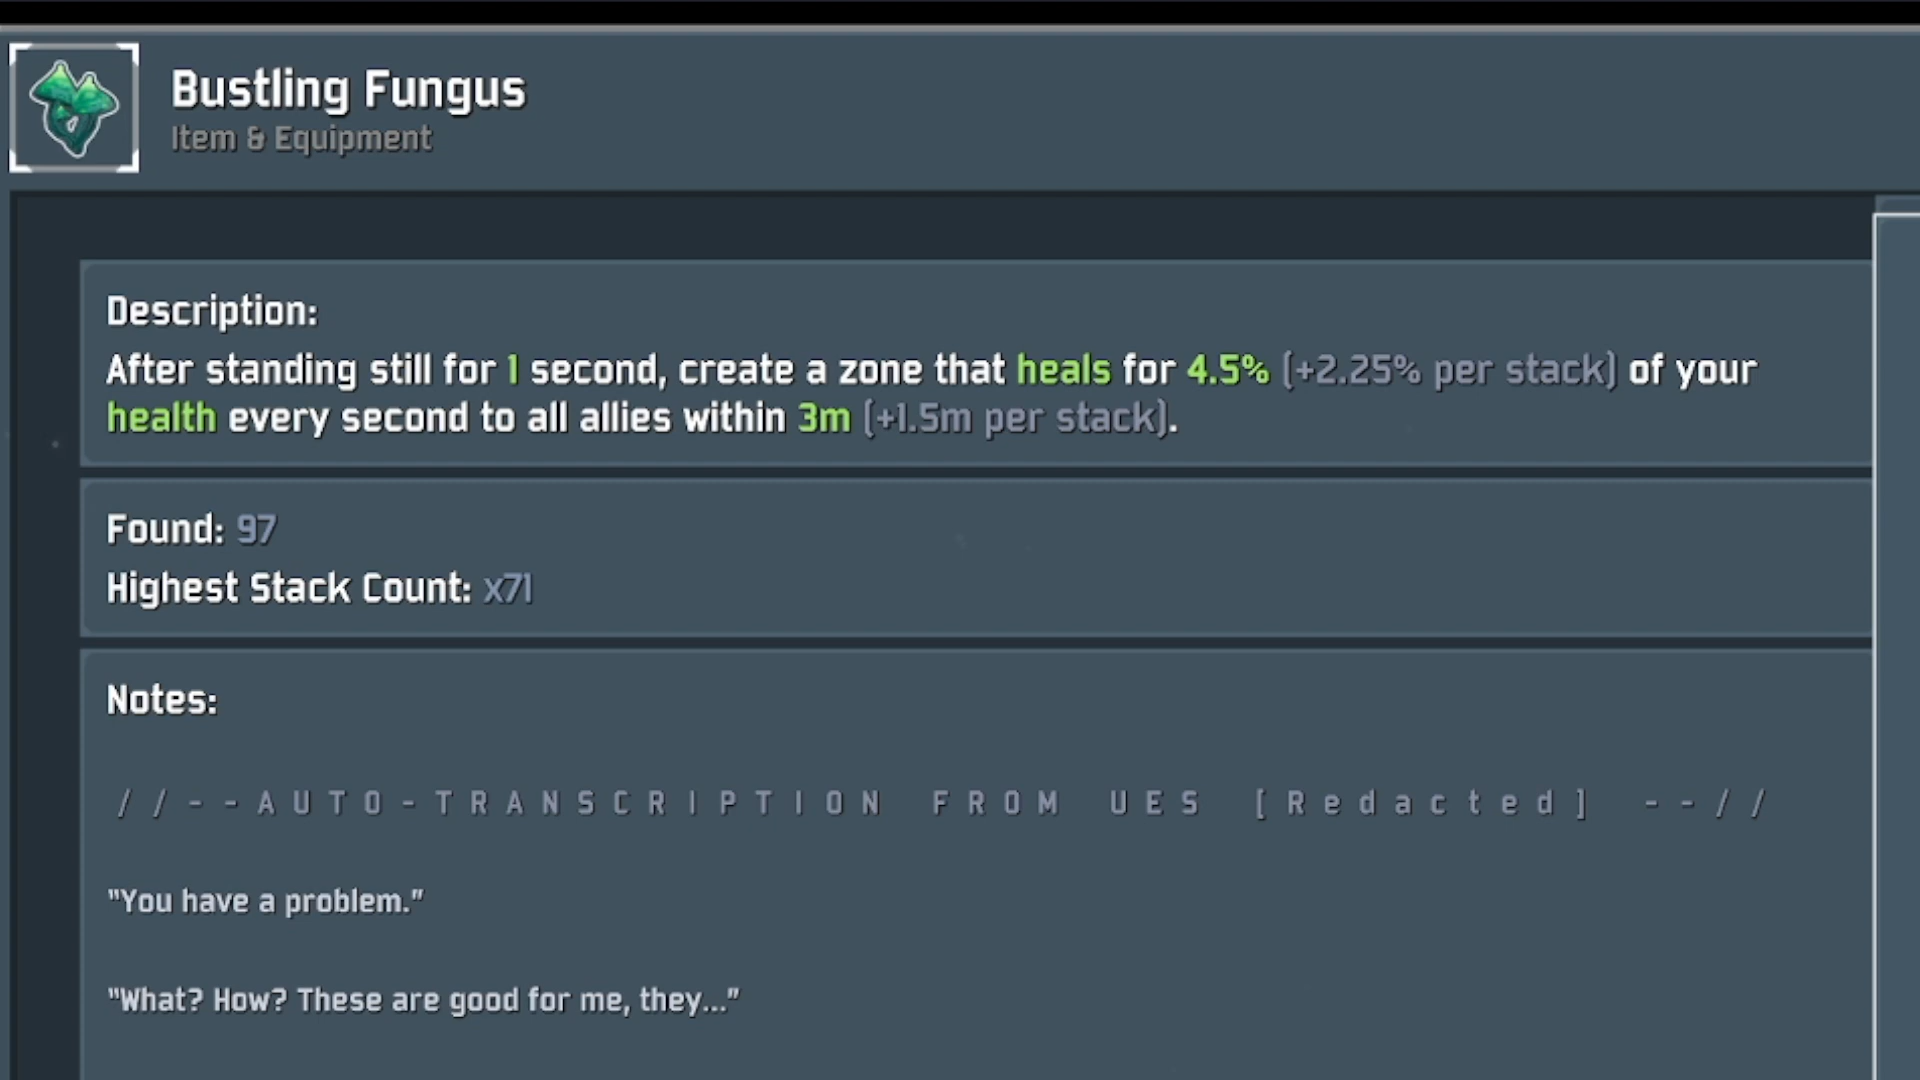 Bustling Fungus
Item & Equipment
Description:
After standing still for 1 second, create a zone that heals for 4.5% (+2.25% per stack) of your
health every second to all allies within 3m (+1.5m per stack).
Found: 97
Highest Stack Count: x71
Notes:
//--AUTO-TRANSCRIPTION FROM UES [Redacted] --//
"You have a problem."
"What? How? These are good for me, they..."